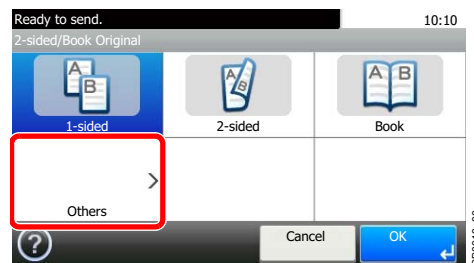 Ready to send. 10:10
2-sided/Book Original
A B A B A B
1-sided 2-sided Book
Others
? Cancel OK